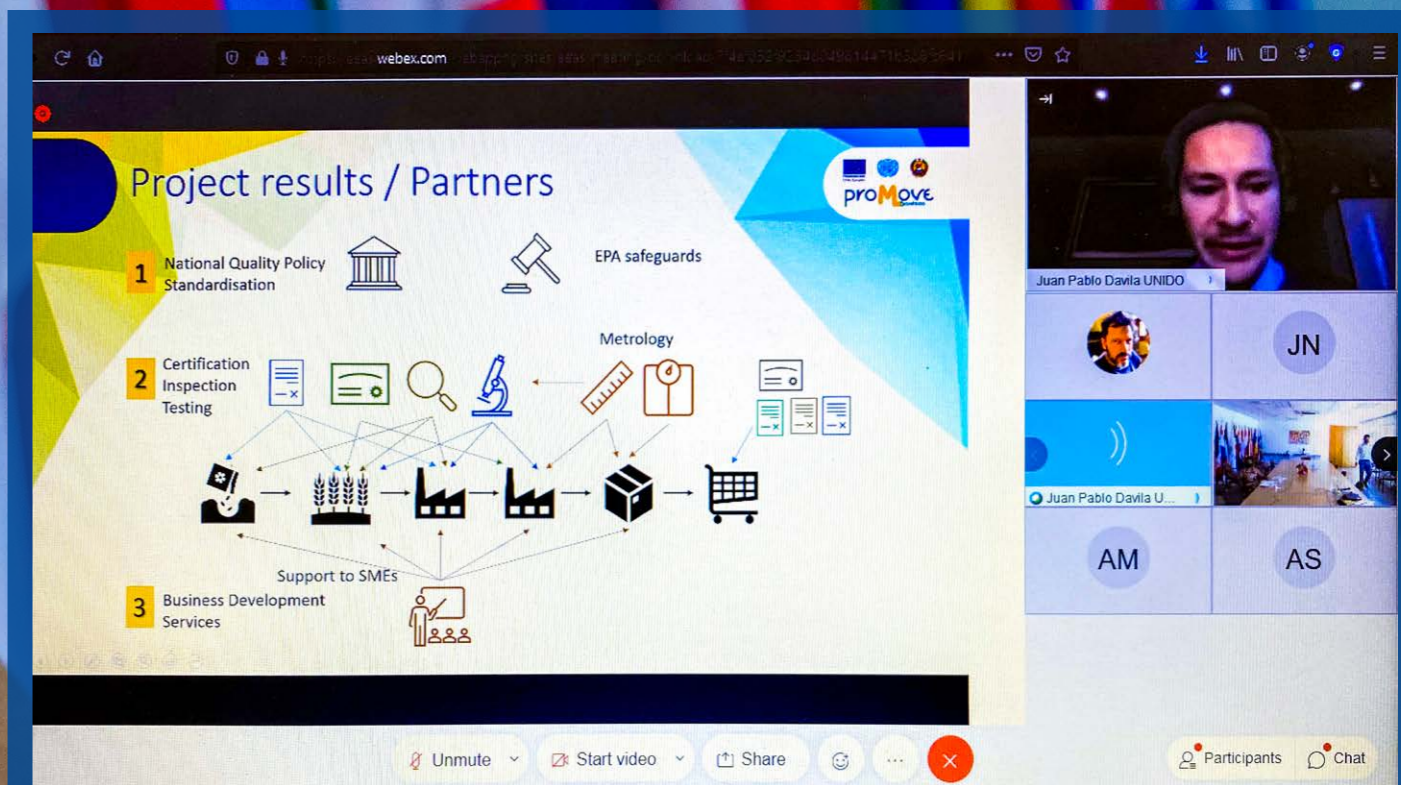 webex.com
Project results / Partners
proMove
1
National Quality Policy
Standardisation
EPA safeguards
2
Certification
Inspection
Testing
Metrology
Support to SMEs
3
Business Development
Services
Juan Pablo Davila UNIDO
JN
Juan Pablo Davila U...
AM
AS
Unmute
Start video
Share
Participants
Chat